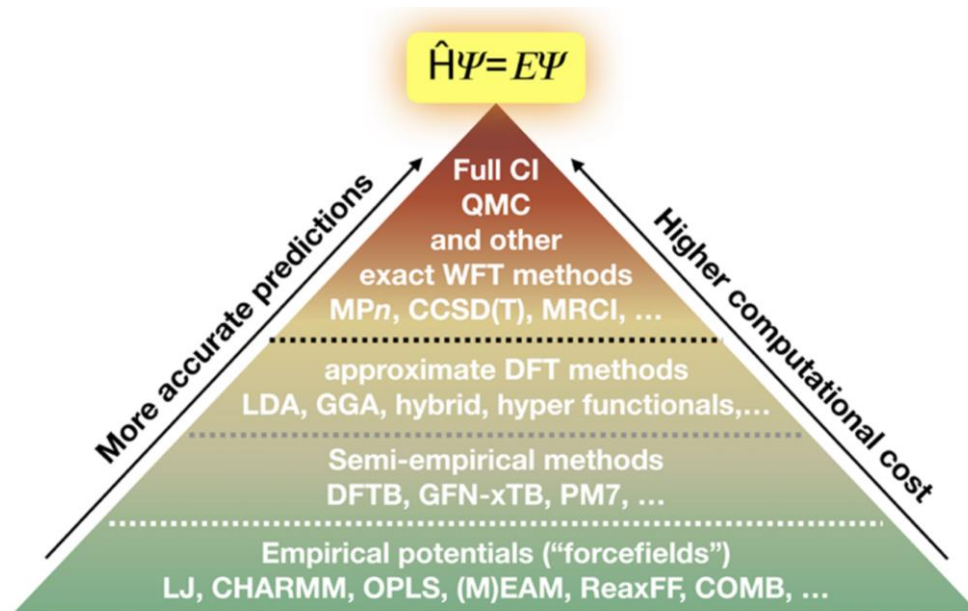 ĤΨ=EΨ
More accurate predictions
Higher computational cost
Full CI
QMC
and other
exact WFT methods
MPn, CCSD(T), MRCI, ...
approximate DFT methods
LDA, GGA, hybrid, hyper functionals,...
Semi-empirical methods
DFTB, GFN-xTB, PM7, ...
Empirical potentials (“forcefields”)
LJ, CHARMM, OPLS, (M)EAM, ReaxFF, COMB, ...